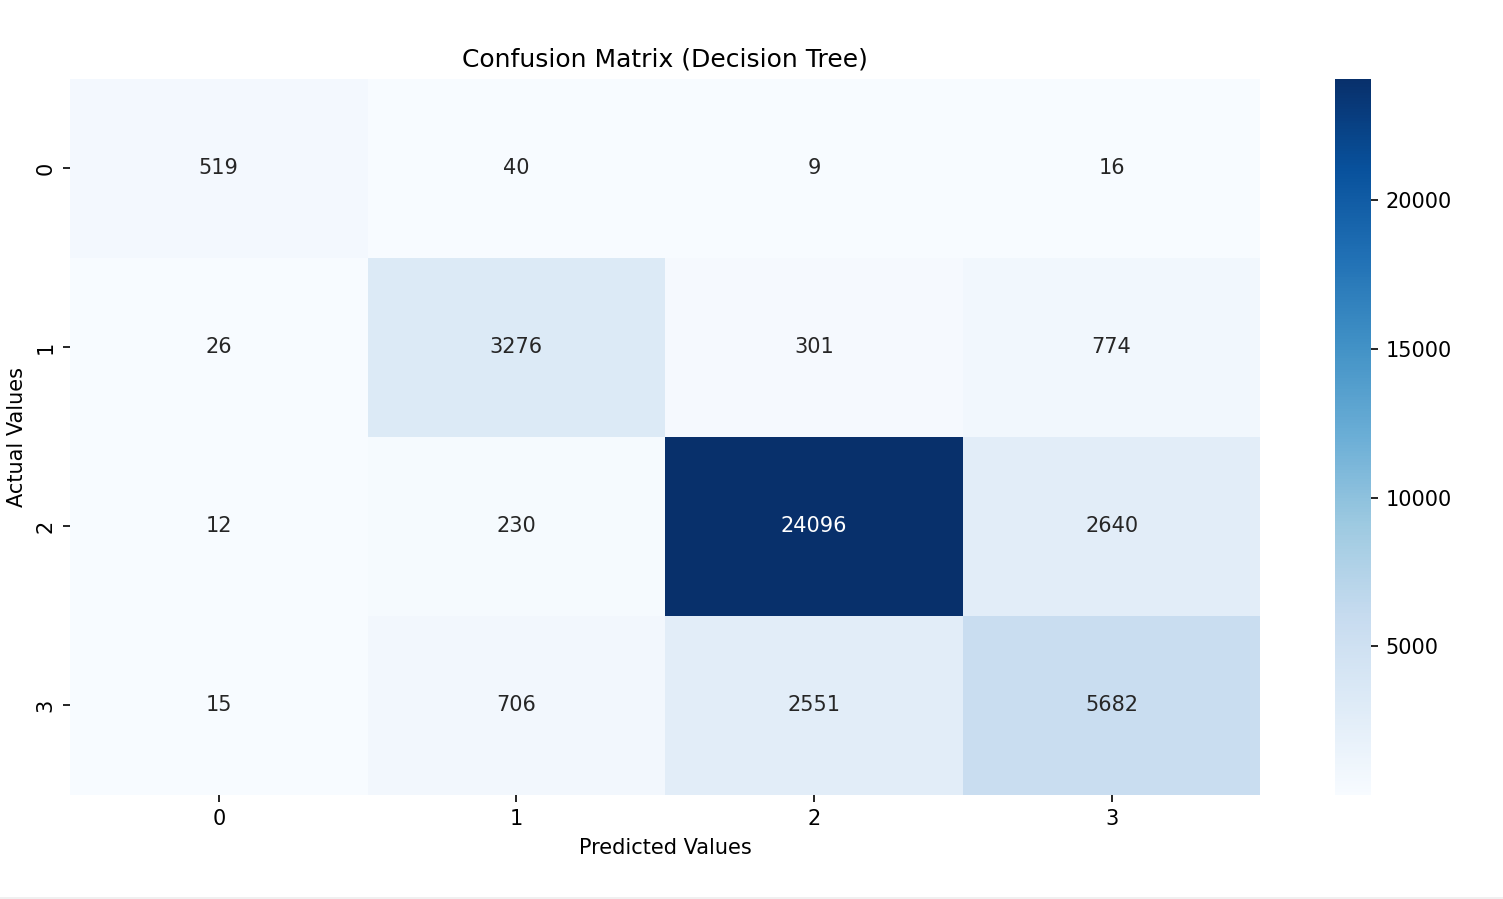 Confusion Matrix (Decision Tree)
0 519 40 9 16
1 26 3276 301 774
2 12 230 24096 2640
3 15 706 2551 5682
0 1 2 3
Predicted Values
Actual Values
20000
15000
10000
5000